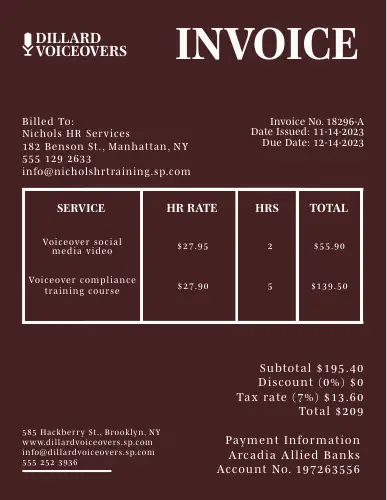 DILLARD
VOICEOVERS
INVOICE
Billed To:
Nichols HR Services
182 Benson St., Manhattan, NY
555 129 2633
info@nicholshrtraining.sp.com
Invoice No. 18296-A
Date Issued: 11-14-2023
Due Date: 12-14-2023
SERVICE HR RATE HRS TOTAL
Voiceover social
media video
$27.95 2 $55.90
Voiceover compliance
training course
$27.90 5 $139.50
Subtotal $195.40
Discount (0%) $0
Tax rate (7%) $13.60
Total $209
585 Hackberry St., Brooklyn, NY
www.dillardvoiceovers.sp.com
info@dillardvoiceovers.sp.com
555 252 3936
Payment Information
Arcadia Allied Banks
Account No. 197263556